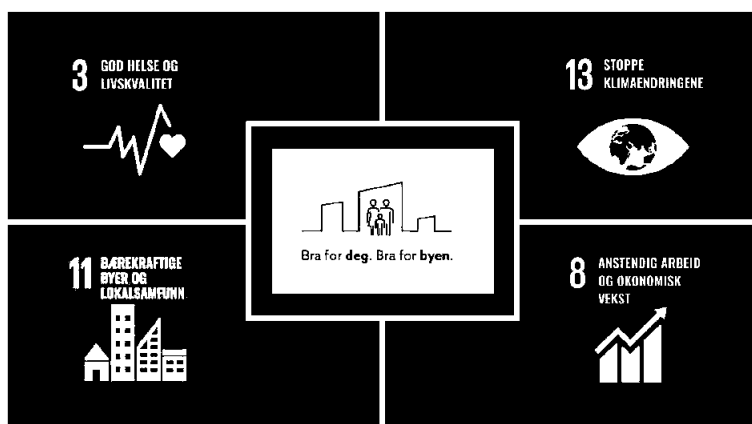 3 GOD HELSE OG
LIVSKVALITET
13 STOPPE
KLIMAENDRINGENE
Bra for deg. Bra for byen.
11 BÆREKRAFTIGE
BYER OG
LOKALSAMFUNN
8 ANSTENDIG ARBEID
OG ØKONOMISK
VEKST